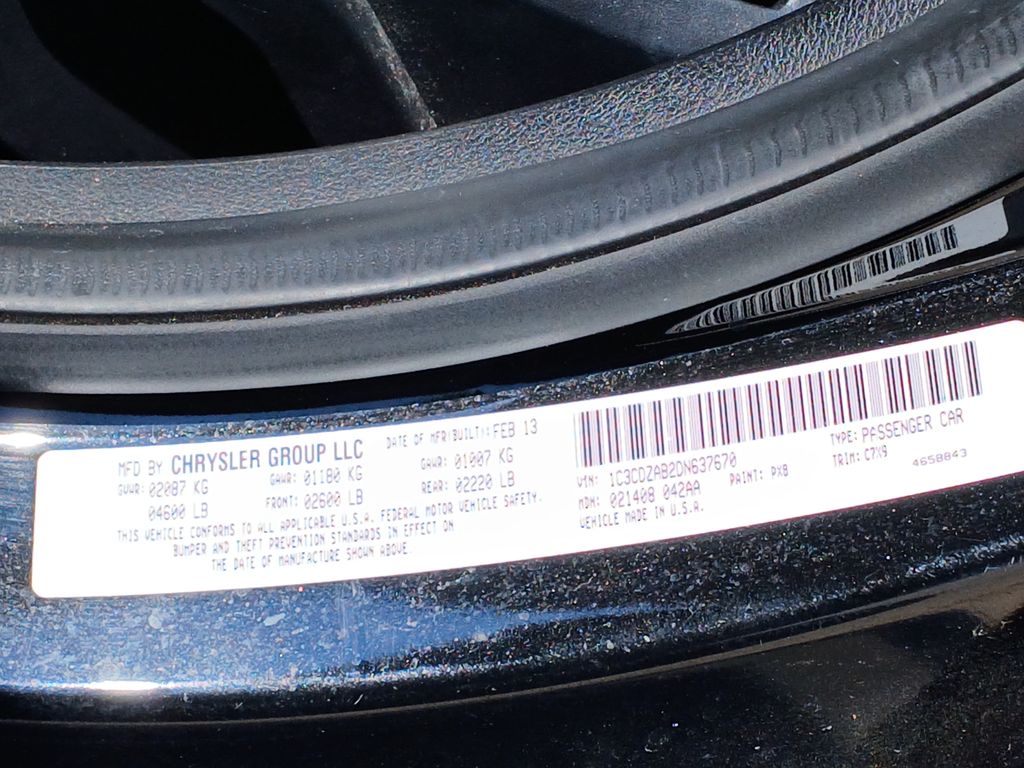 MFD BY CHRYSLER GROUP LLC DATE OF MFR(BUILT): FEB 13
GVWR: 02087 KG GAWR: 01180 KG GAWR: 01007 KG
04600 LB FRONT: 02600 LB REAR: 02220 LB
THIS VEHICLE CONFORMS TO ALL APPLICABLE U.S.A. FEDERAL MOTOR VEHICLE SAFETY,
BUMPER AND THEFT PREVENTION STANDARDS IN EFFECT ON
THE DATE OF MANUFACTURE SHOWN ABOVE.
VIN: 1C3CDZAB2DN637670 TYPE: PASSENGER CAR
MDH: 021408 042AA PAINT: PX8 TRIM: C7X9
VEHICLE MADE IN U.S.A. 4658843